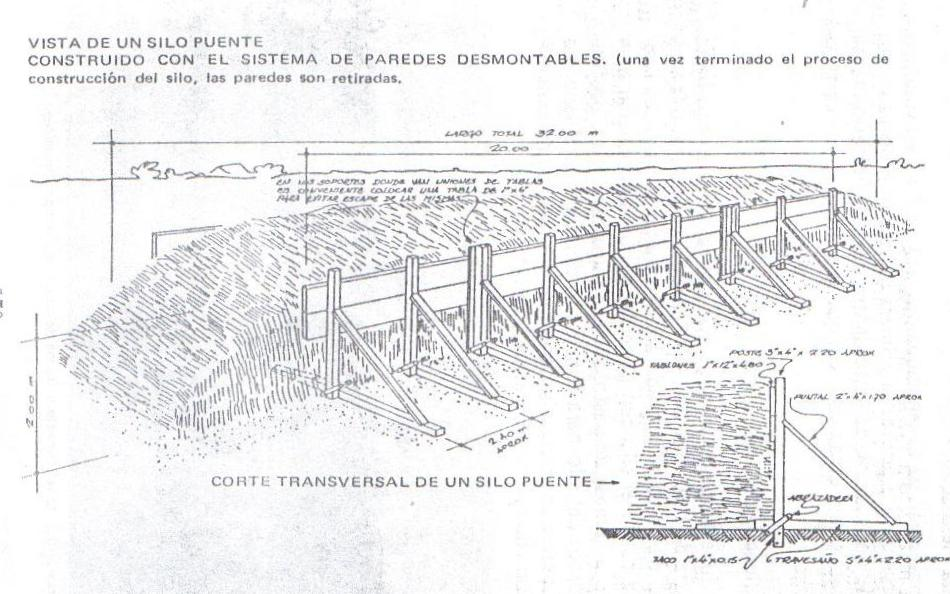 VISTA DE UN SILO PUENTE
CONSTRUIDO CON EL SISTEMA DE PAREDES DESMONTABLES. (una vez terminado el proceso de
construcción del silo, las paredes son retiradas.
LARGO TOTAL 32.00 m
20.00
EN LOS SOPORTES DONDE VAN UNIONES DE TABLAS
ES CONVENIENTE COLOCAR UNA TABLA DE 1"x6"
PARA EVITAR ESCAPE DE LAS MISMAS
2.00 m
2.40 m
APROX
POSTE 3"x4" x 2.20 APROX
TABLONES 1"x12"x4.80
PUNTAL 2"x4"x1.70 APROX
CORTE TRANSVERSAL DE UN SILO PUENTE
ABRAZADERA
TACO 1"x4"x0.15
TRAVESAÑO 3"x4"x2.20 APROX